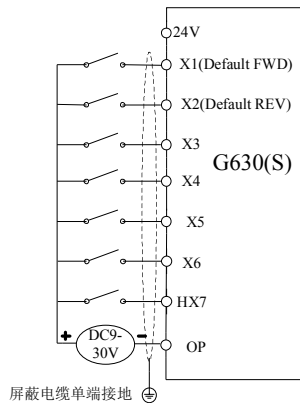 24V
X1(Default FWD)
X2(Default REV)
X3
G630(S)
X4
X5
X6
HX7
+ DC9- −
30V
OP
屏蔽电缆单端接地